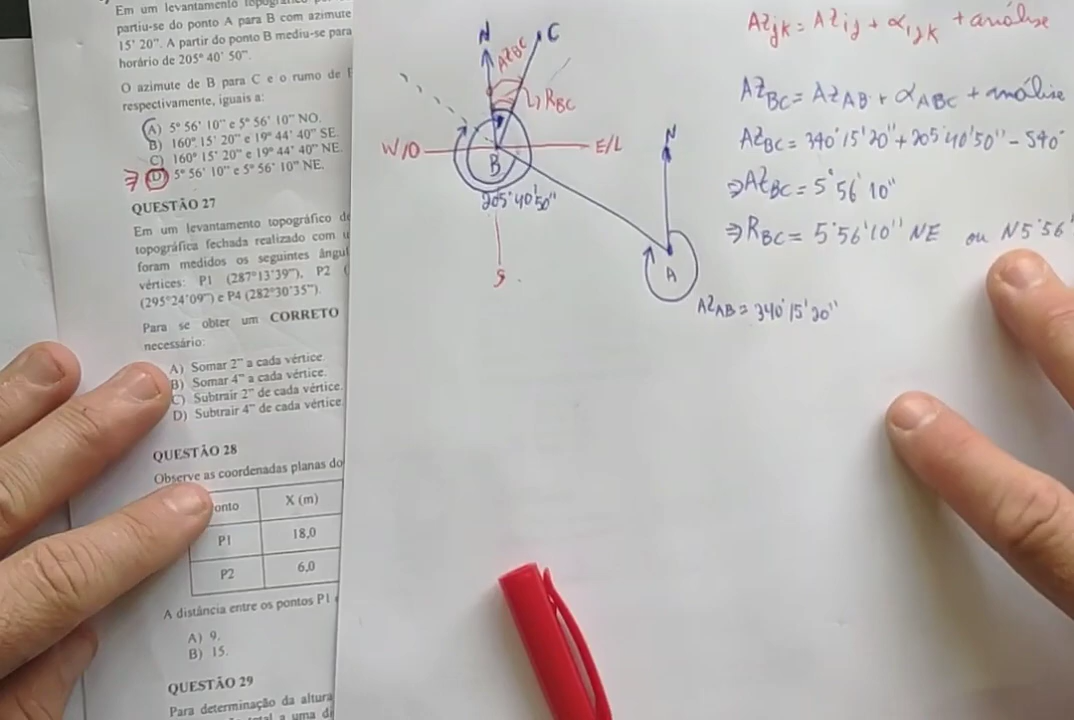 Em um levantamento topográfico
partiu-se do ponto A para B com azimute
15' 20". A partir do ponto B mediu-se para
horário de 205° 40' 50".
O azimute de B para C e o rumo de
respectivamente, iguais a:
A) 5° 56' 10" e 5° 56' 10" NO.
B) 160° 15' 20" e 19° 44' 40" SE.
C) 160° 15' 20" e 19° 44' 40" NE.
D) 5° 56' 10" e 5° 56' 10" NE.
QUESTÃO 27
Em um levantamento topográfico de
topográfica fechada realizado com
foram medidos os seguintes
vértices: P1 (287°13'39"), P2 (
(295°24'09") e P4 (282°30'35").
Para se obter um CORRETO
necessário:
A) Somar 2" a cada vértice.
B) Somar 4" a cada vértice.
C) Subtrair 2" de cada vértice.
D) Subtrair 4" de cada vértice.
QUESTÃO 28
Observe as coordenadas planas do
onto X (m)
P1 18,0
P2 6,0
A distância entre os pontos P1
A) 9.
B) 15.
QUESTÃO 29
Para determinação da altura
N
C
AZBC
RBC
W/O
E/L
B
205°40'50"
S
N
A
AZAB = 340°15'20"
AZjk = AZij + αijk + análise
AZBC = AZAB + αABC + análise
AZBC = 340°15'20" + 205°40'50" - 540°
⇒ AZBC = 5°56'10"
⇒ RBC = 5°56'10" NE ou N5°56'